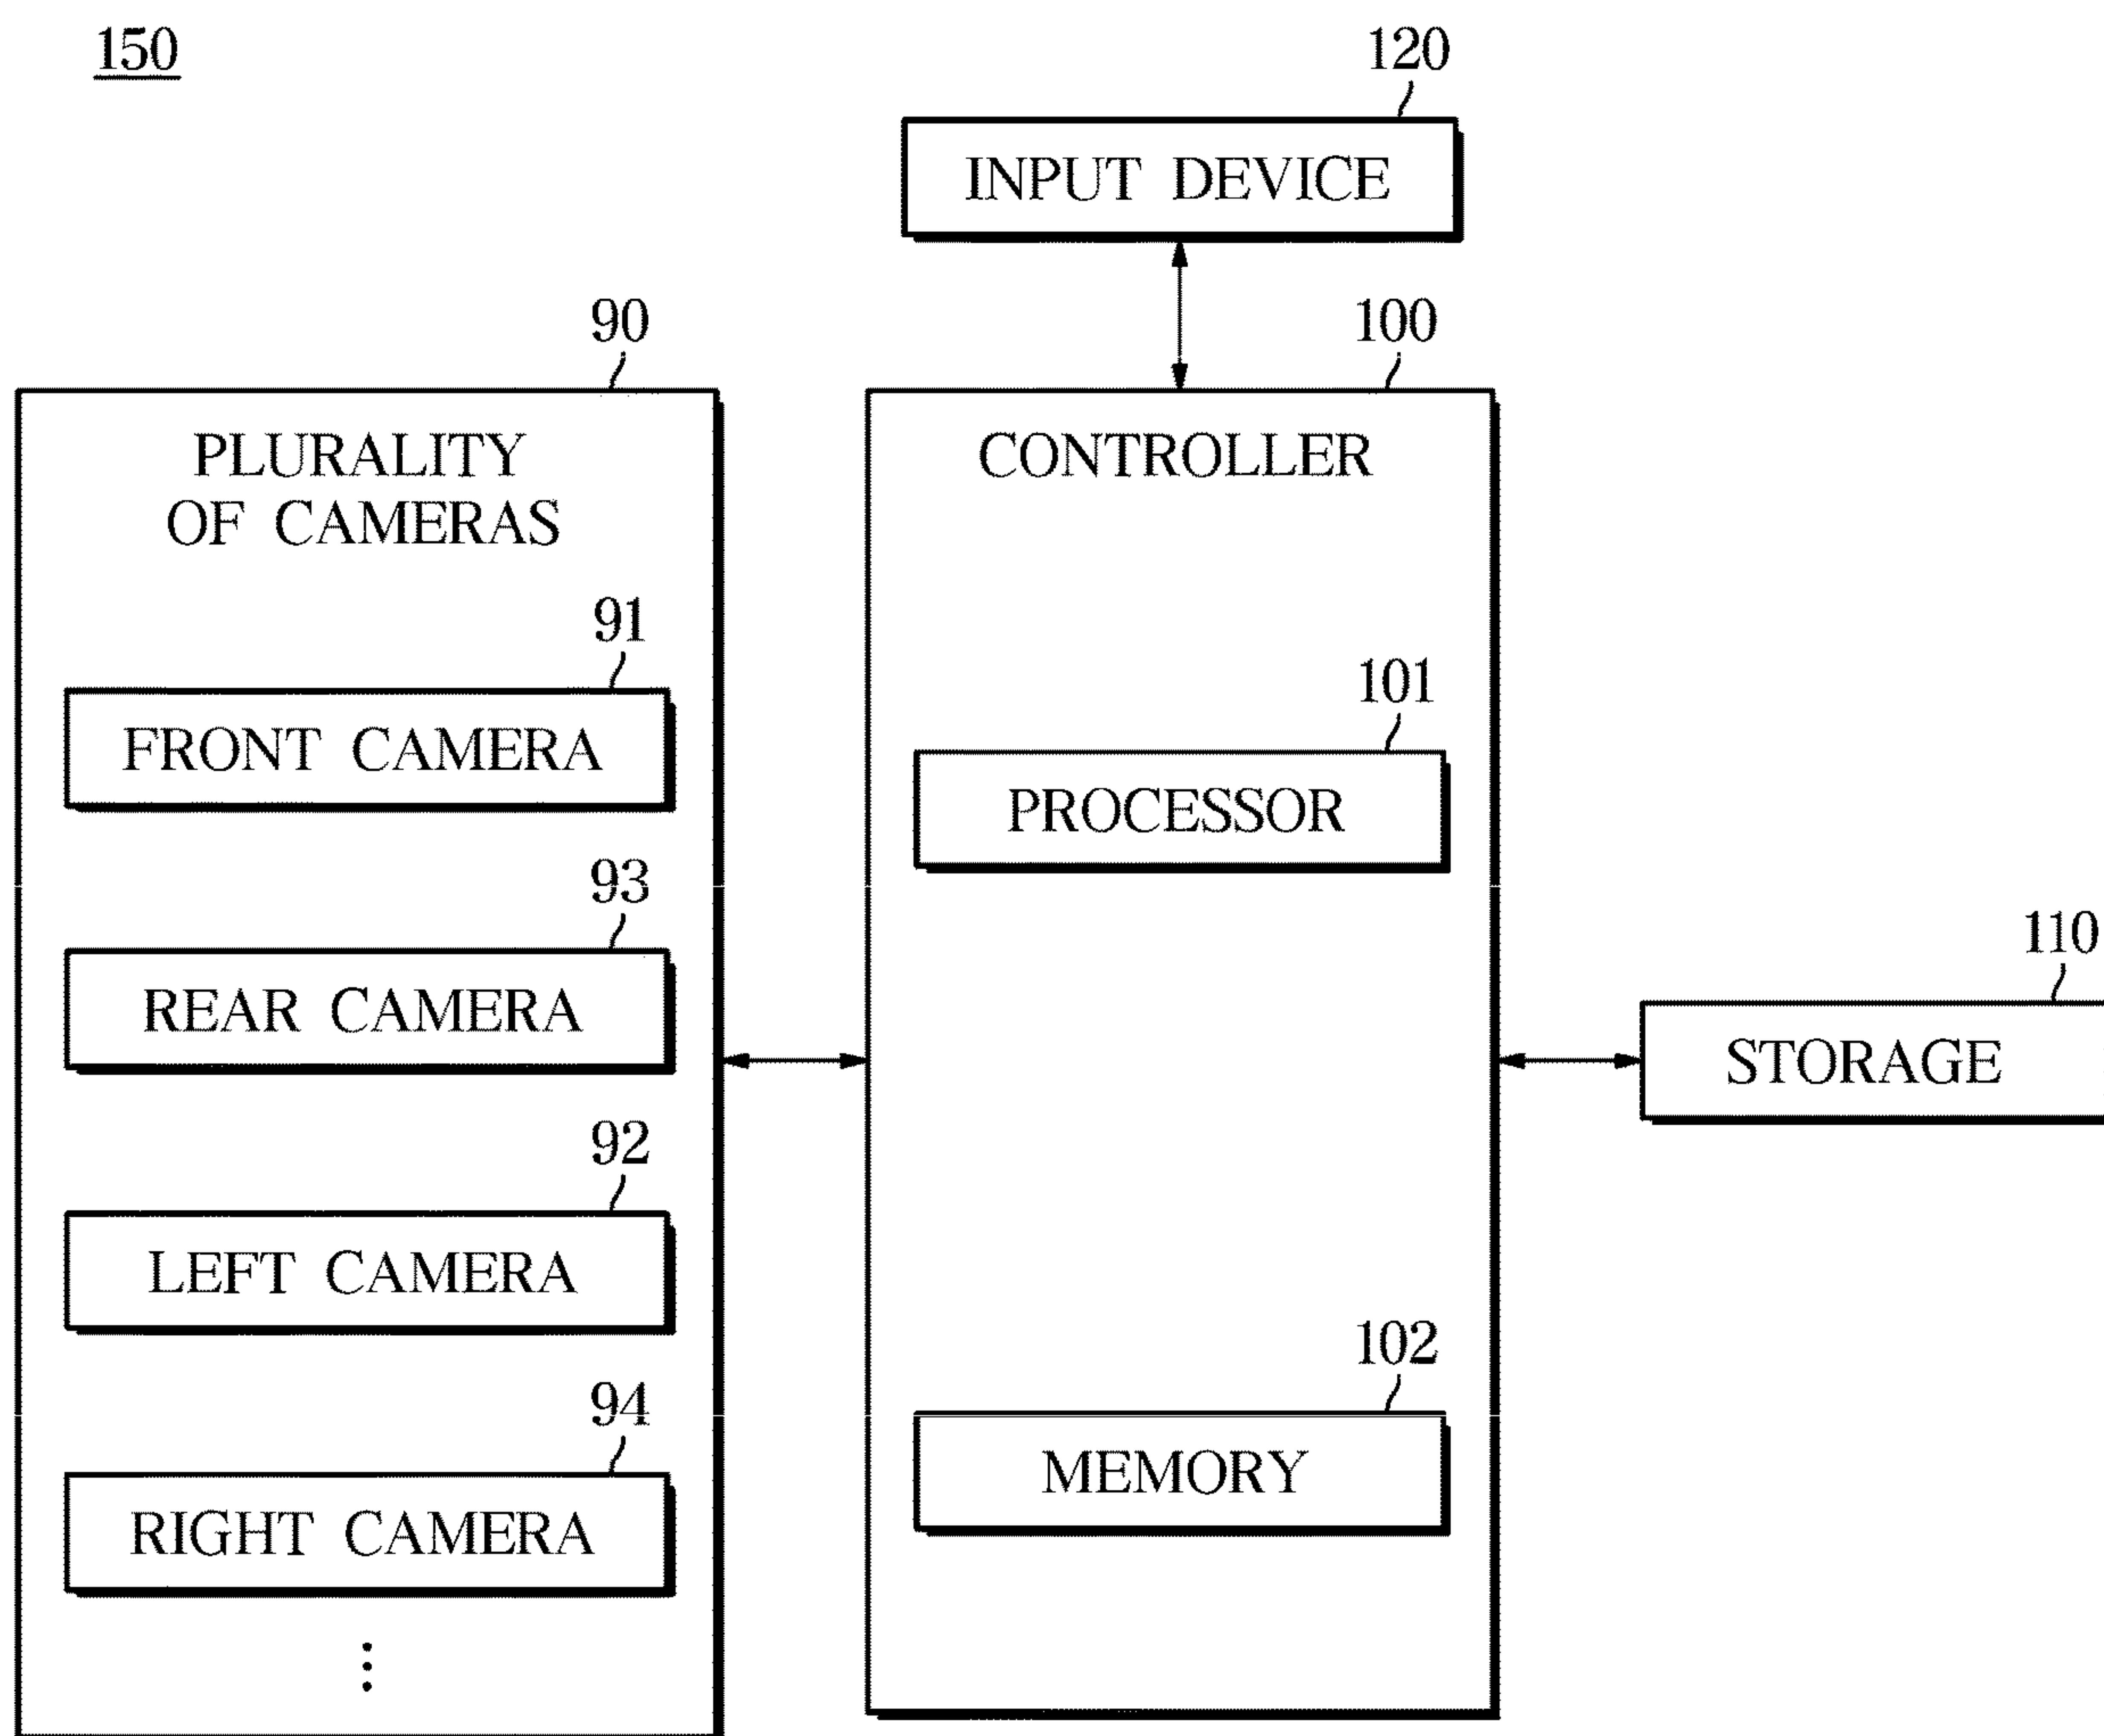 150
120
INPUT DEVICE
90
PLURALITY
OF CAMERAS
91
FRONT CAMERA
93
REAR CAMERA
92
LEFT CAMERA
94
RIGHT CAMERA
100
CONTROLLER
101
PROCESSOR
102
MEMORY
110
STORAGE